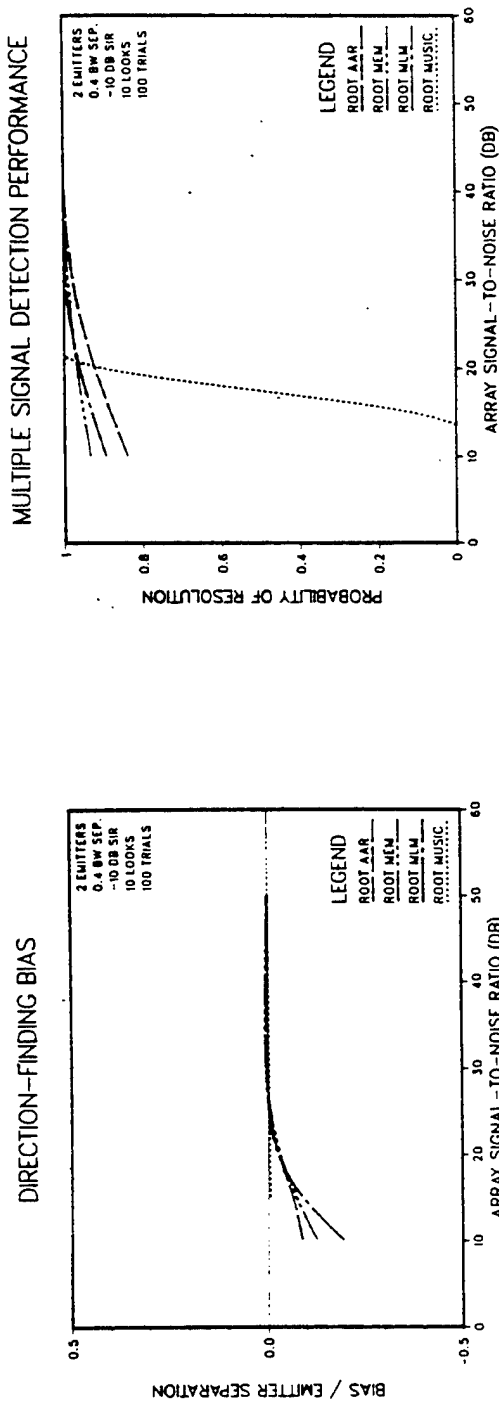 DIRECTION-FINDING BIAS
0.5
0.0
-0.5
BIAS / EMITTER SEPARATION
2 EMITTERS
0.4 BW SEP.
-10 DB SIR
10 LOOKS
100 TRIALS
LEGEND
ROOT AAR
ROOT MEM
ROOT MLM
ROOT MUSIC
0
10
20
30
40
50
60
ARRAY SIGNAL-TO-NOISE RATIO (DB)
MULTIPLE SIGNAL DETECTION PERFORMANCE
1
0.8
0.6
0.4
0.2
0
PROBABILITY OF RESOLUTION
2 EMITTERS
0.4 BW SEP.
-10 DB SIR
10 LOOKS
100 TRIALS
LEGEND
ROOT AAR
ROOT MEM
ROOT MLM
ROOT MUSIC
0
10
20
30
40
50
60
ARRAY SIGNAL-TO-NOISE RATIO (DB)